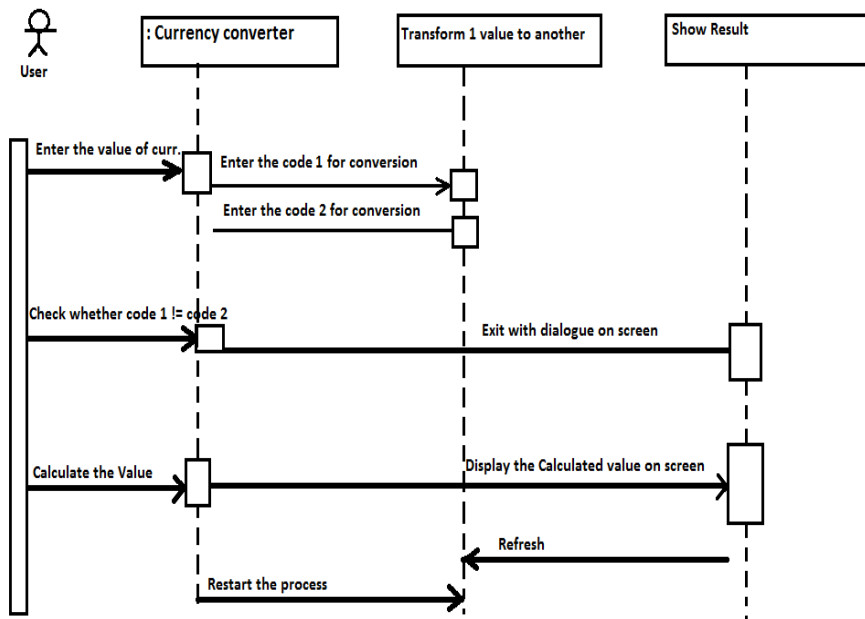 User
: Currency converter
Transform 1 value to another
Show Result
Enter the value of curr.
Enter the code 1 for conversion
Enter the code 2 for conversion
Check whether code 1 != code 2
Exit with dialogue on screen
Calculate the Value
Display the Calculated value on screen
Refresh
Restart the process